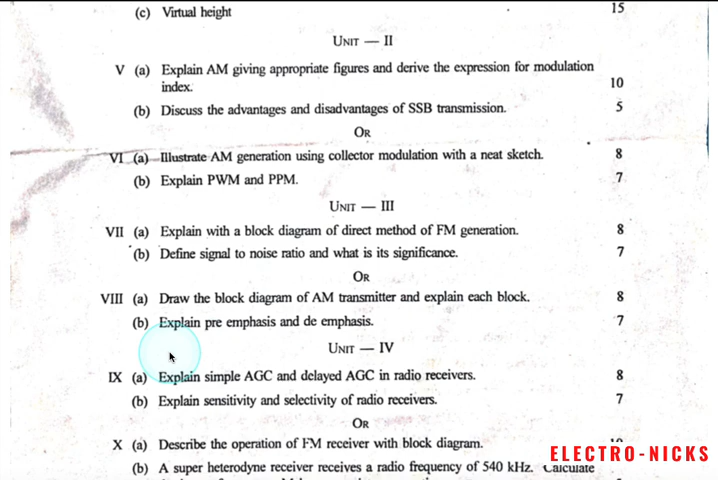 (c) Virtual height 15
UNIT — II
V (a) Explain AM giving appropriate figures and derive the expression for modulation
index. 10
(b) Discuss the advantages and disadvantages of SSB transmission. 5
OR
VI (a) Illustrate AM generation using collector modulation with a neat sketch. 8
(b) Explain PWM and PPM. 7
UNIT — III
VII (a) Explain with a block diagram of direct method of FM generation. 8
(b) Define signal to noise ratio and what is its significance. 7
OR
VIII (a) Draw the block diagram of AM transmitter and explain each block. 8
(b) Explain pre emphasis and de emphasis. 7
UNIT — IV
IX (a) Explain simple AGC and delayed AGC in radio receivers. 8
(b) Explain sensitivity and selectivity of radio receivers. 7
OR
X (a) Describe the operation of FM receiver with block diagram.
ELECTRO-NICKS
(b) A super heterodyne receiver receives a radio frequency of 540 kHz. Calculate